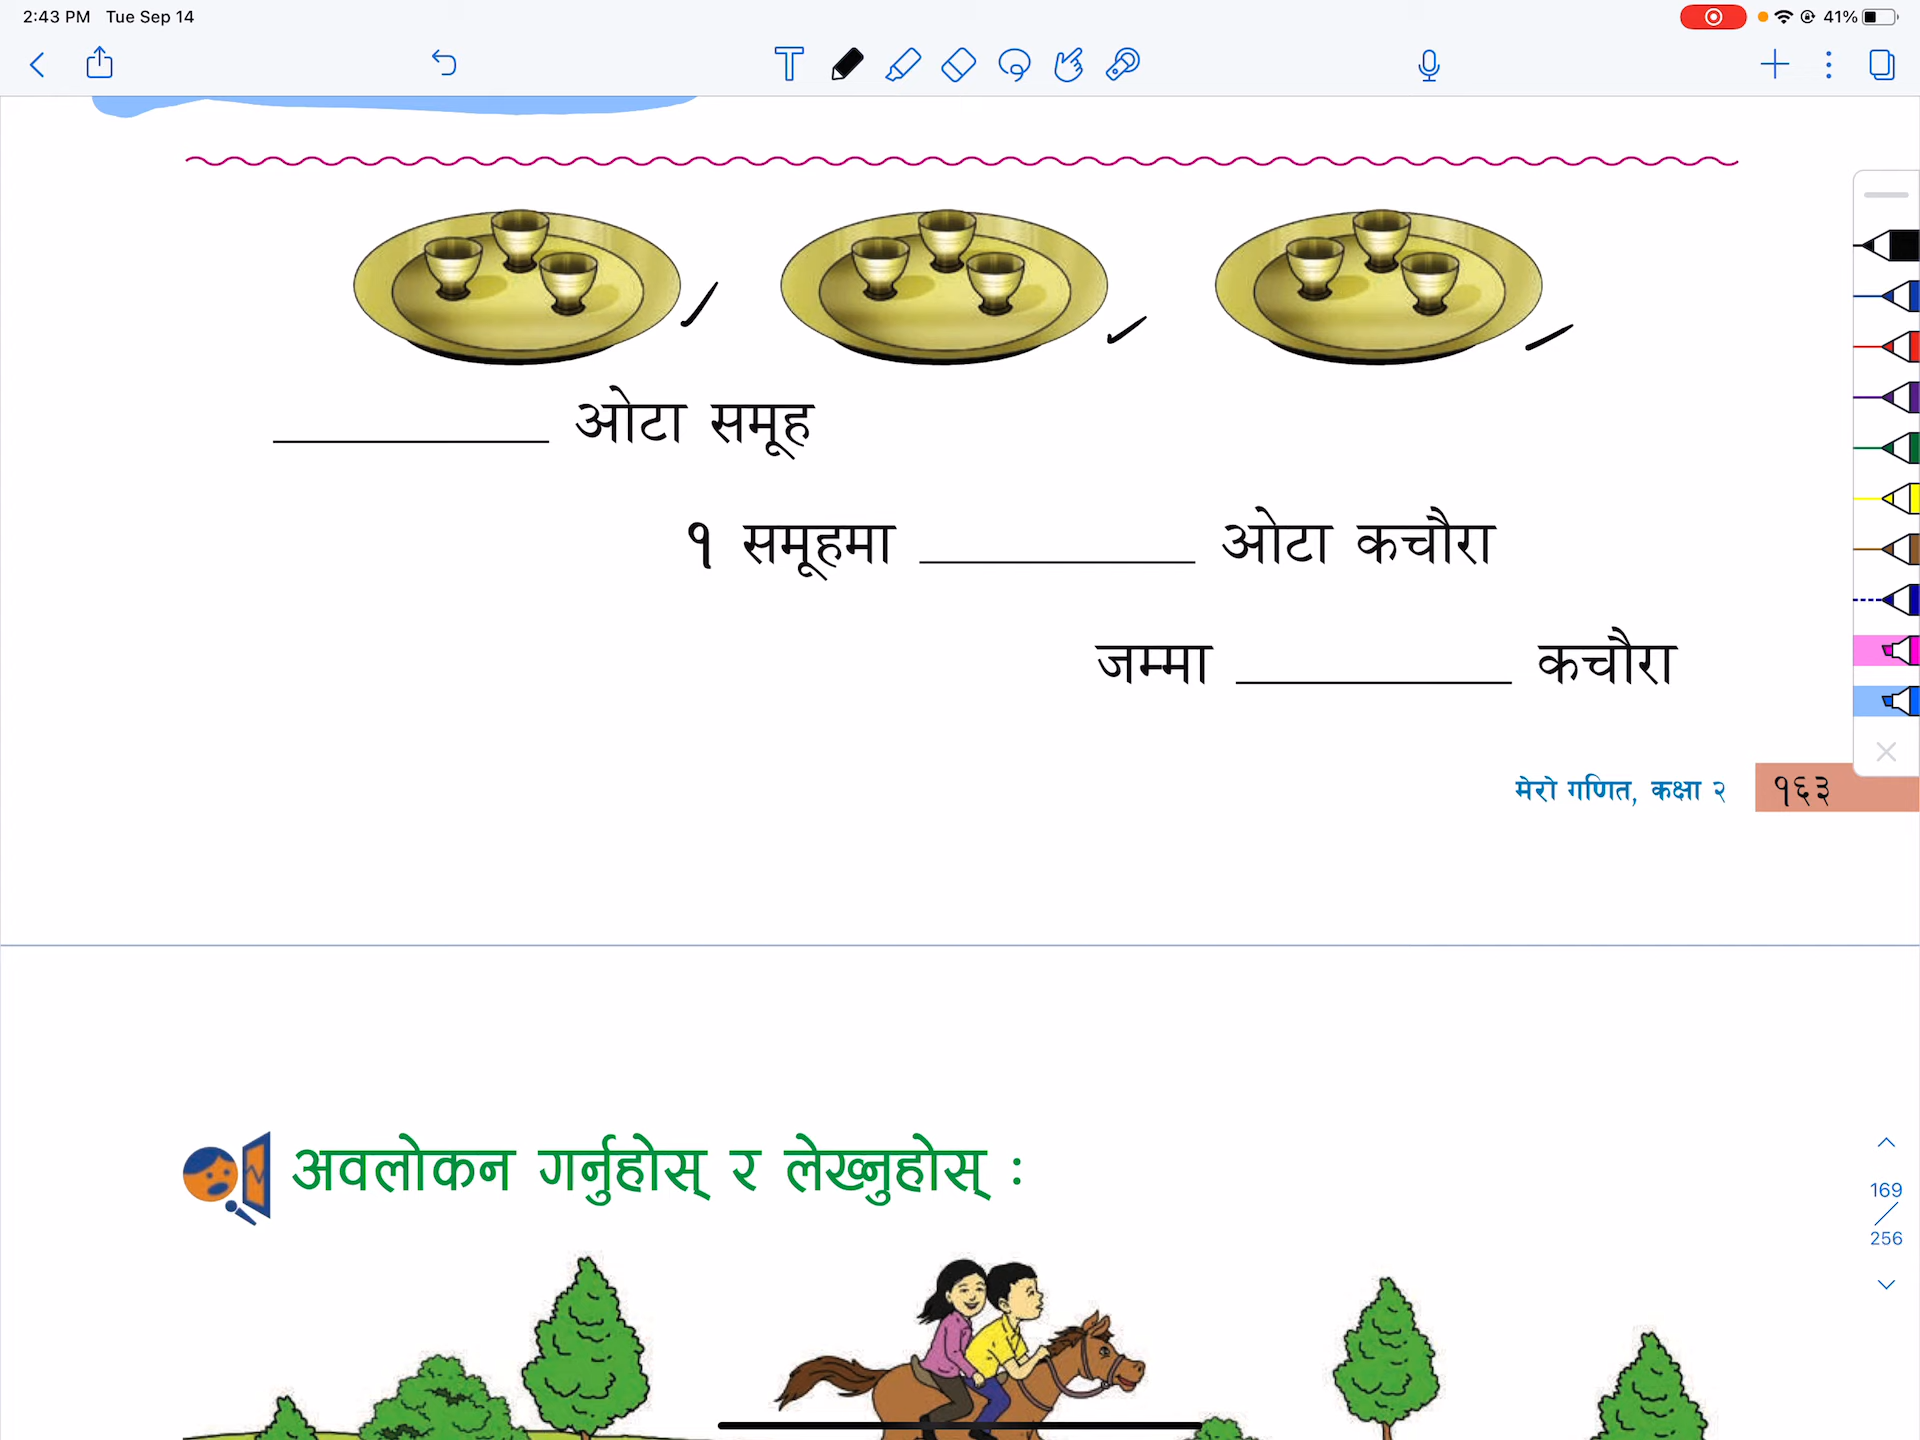 2:43 PM Tue Sep 14
41%
T
________ ओटा समूह
१ समूहमा ________ ओटा कचौरा
जम्मा ________ कचौरा
मेरो गणित, कक्षा २ १६३
अवलोकन गर्नुहोस् र लेख्नुहोस् :
169
/
256